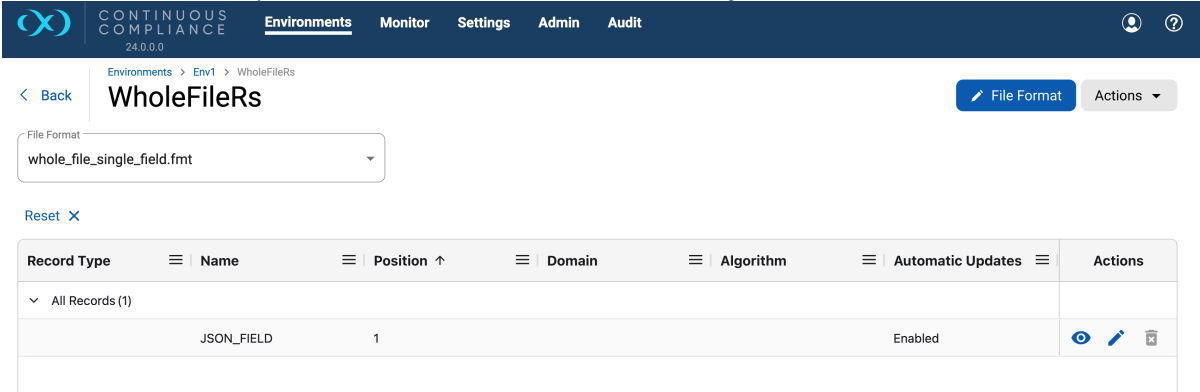 CONTINUOUS
COMPLIANCE
24.0.0.0
Environments Monitor Settings Admin Audit
Environments > Env1 > WholeFileRs
Back
WholeFileRs
File Format
Actions
File Format
whole_file_single_field.fmt
Reset
Record Type Name Position Domain Algorithm Automatic Updates Actions
All Records (1)
JSON_FIELD 1 Enabled